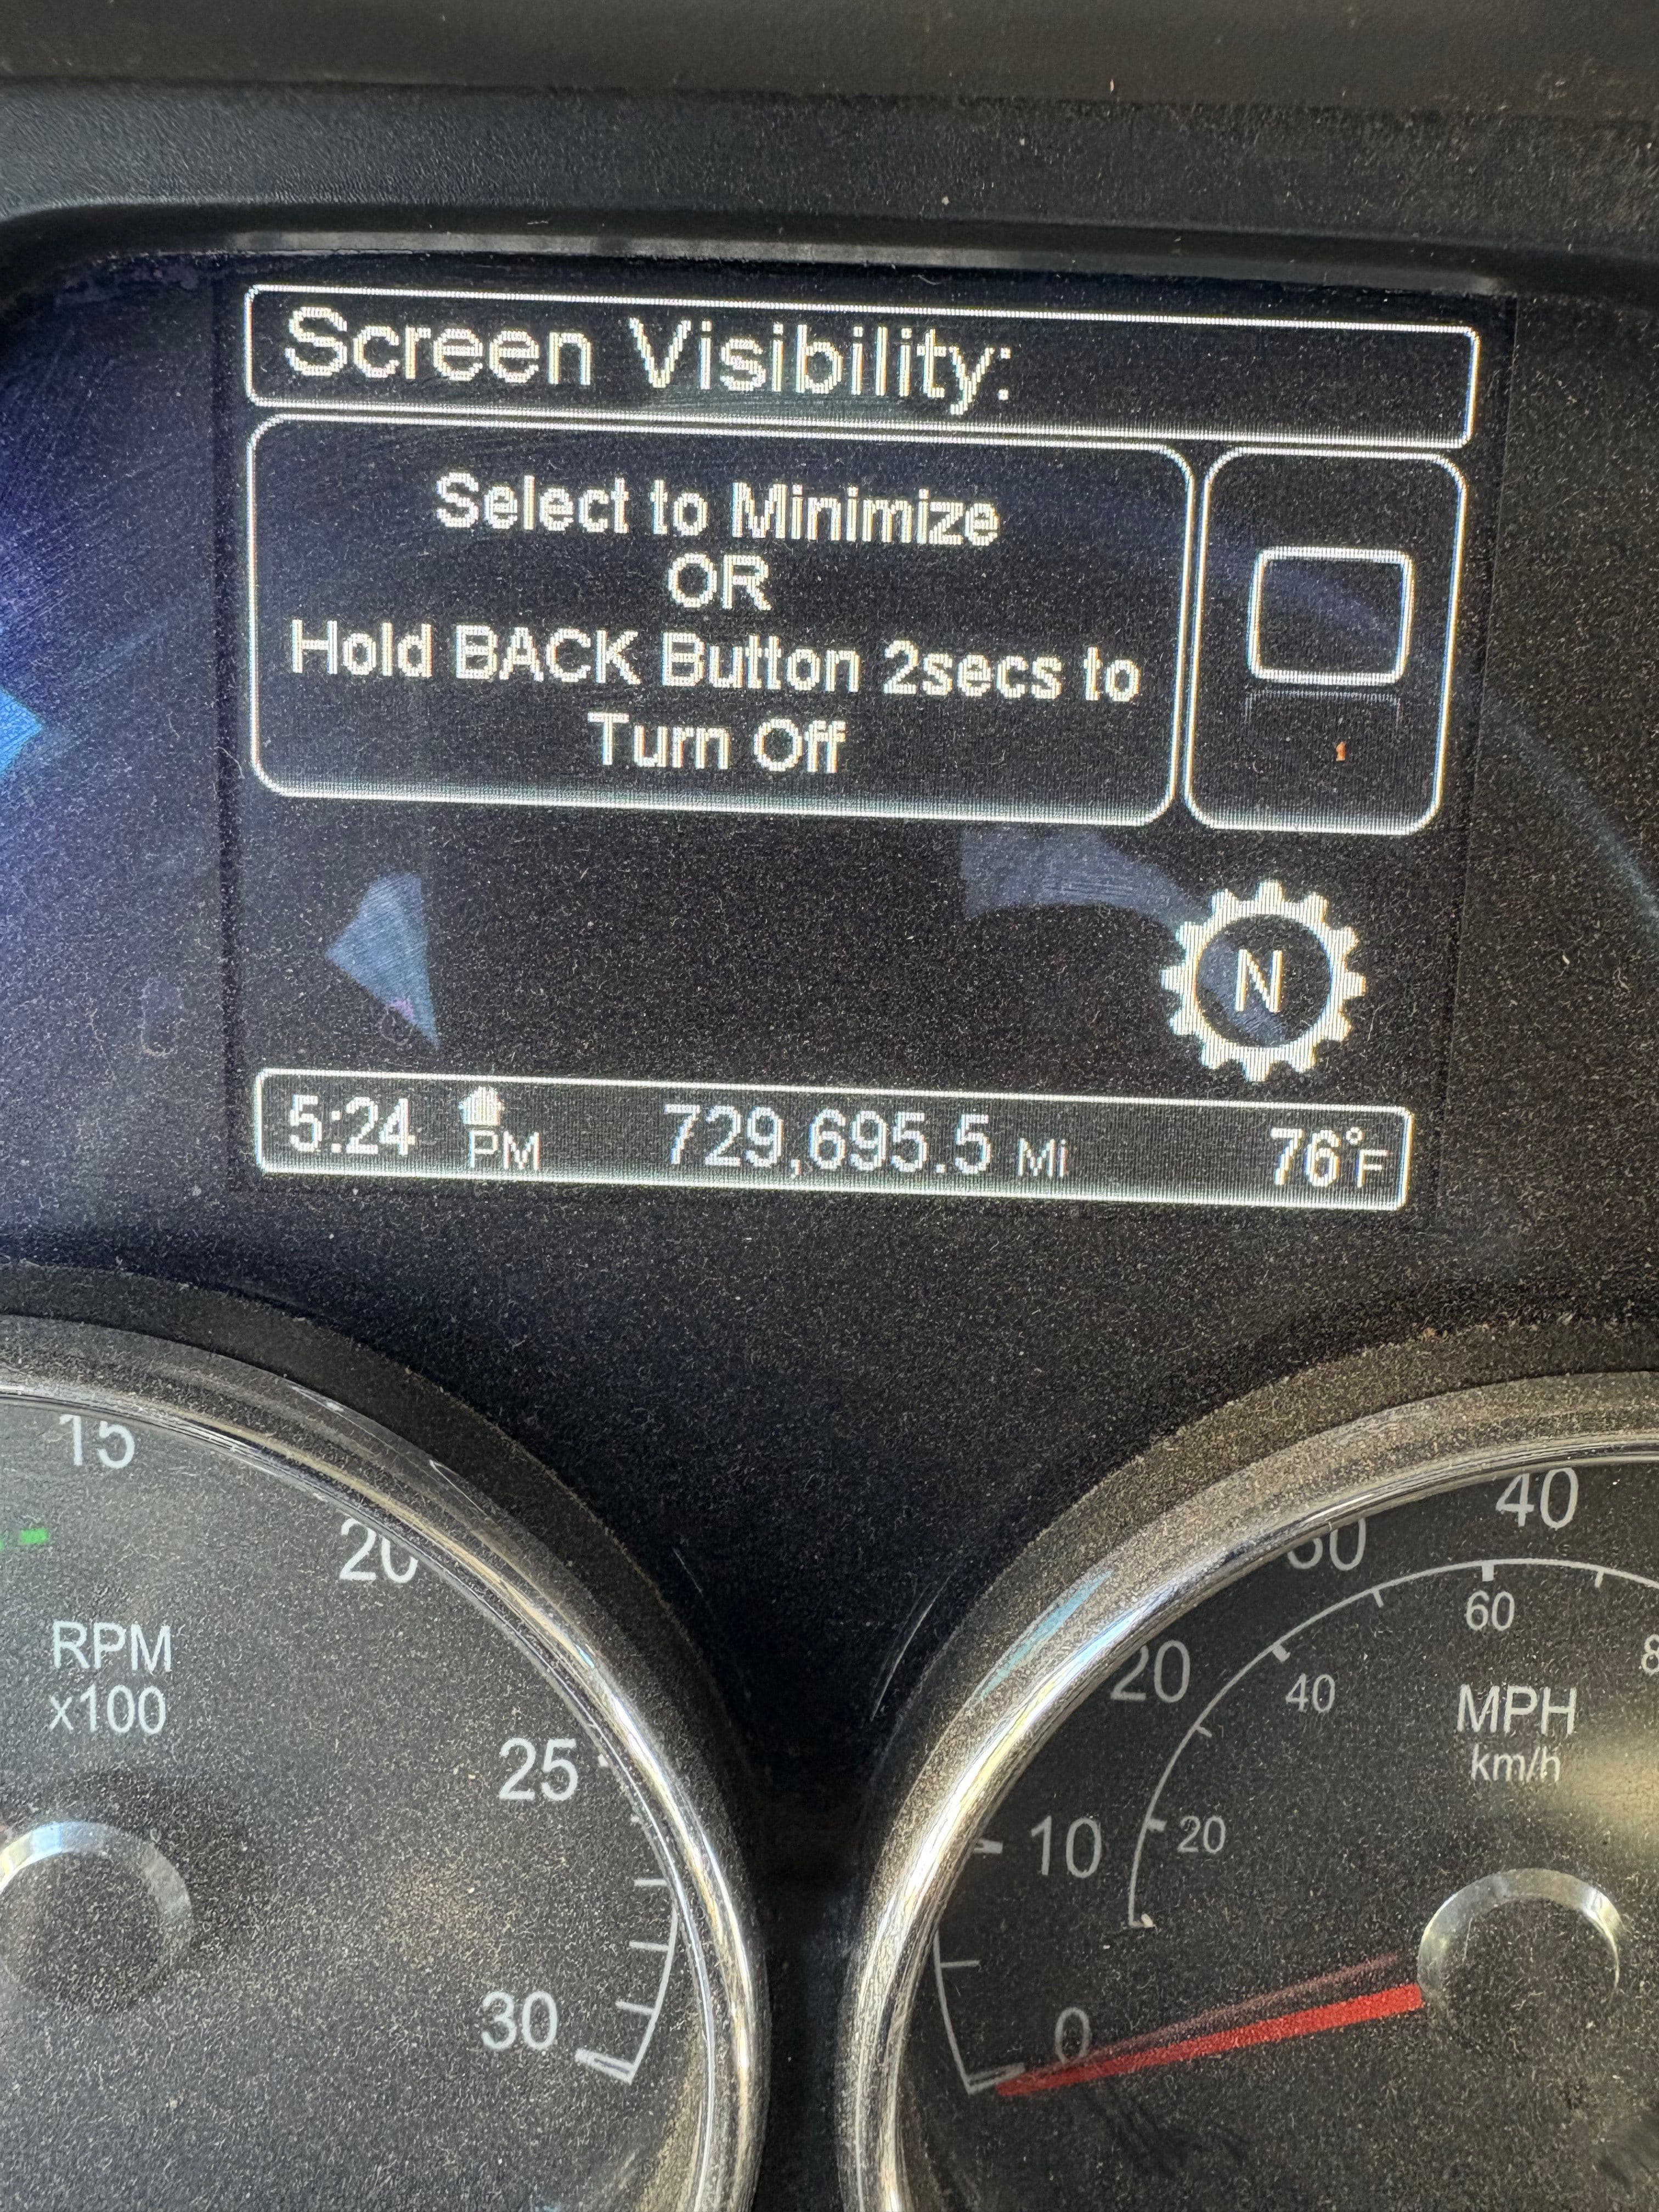 Screen Visibility:
Select to Minimize
OR
Hold BACK Button 2secs to
Turn Off
N
5:24 PM 729,695.5 Mi 76°F
15
20
RPM
x100
25
30
40
60
20
40
MPH
km/h
10
20
0